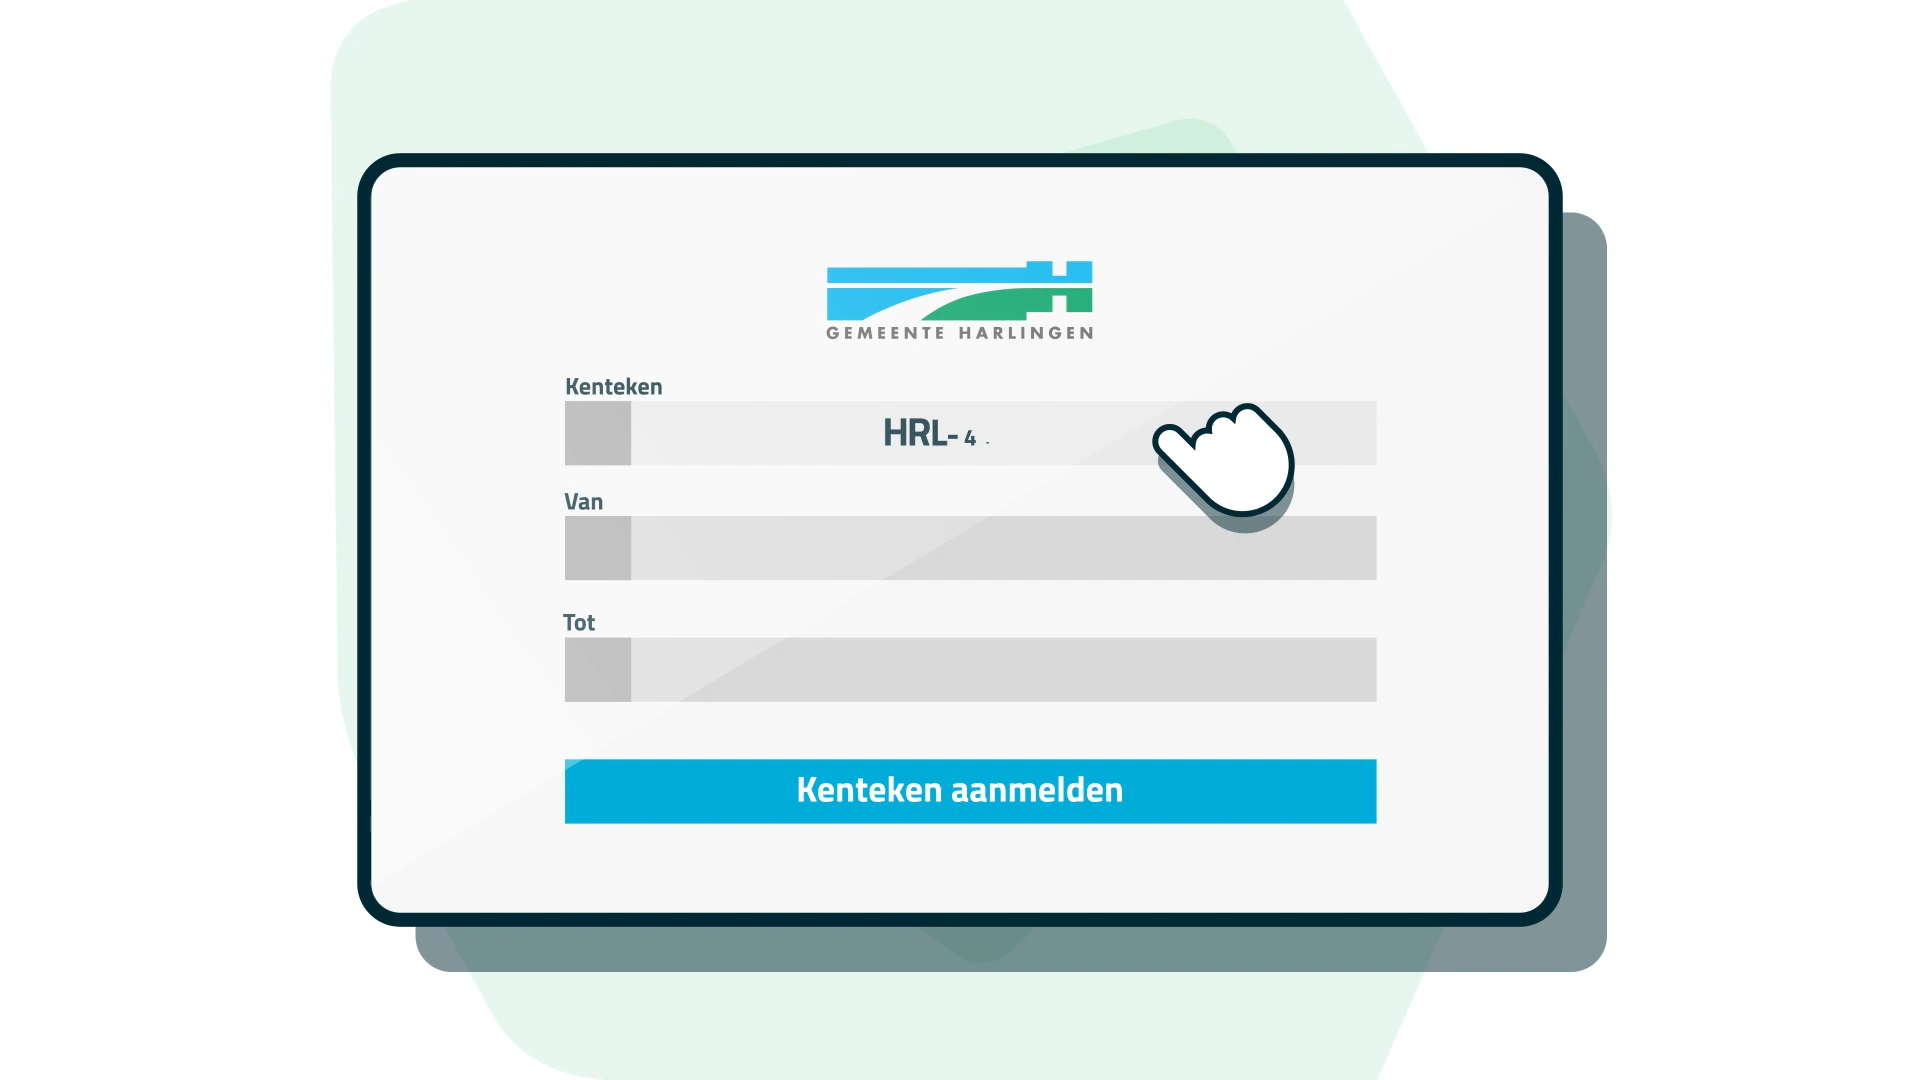 GEMEENTE HARLINGEN
Kenteken
HRL- 4 -
Van
Tot
Kenteken aanmelden